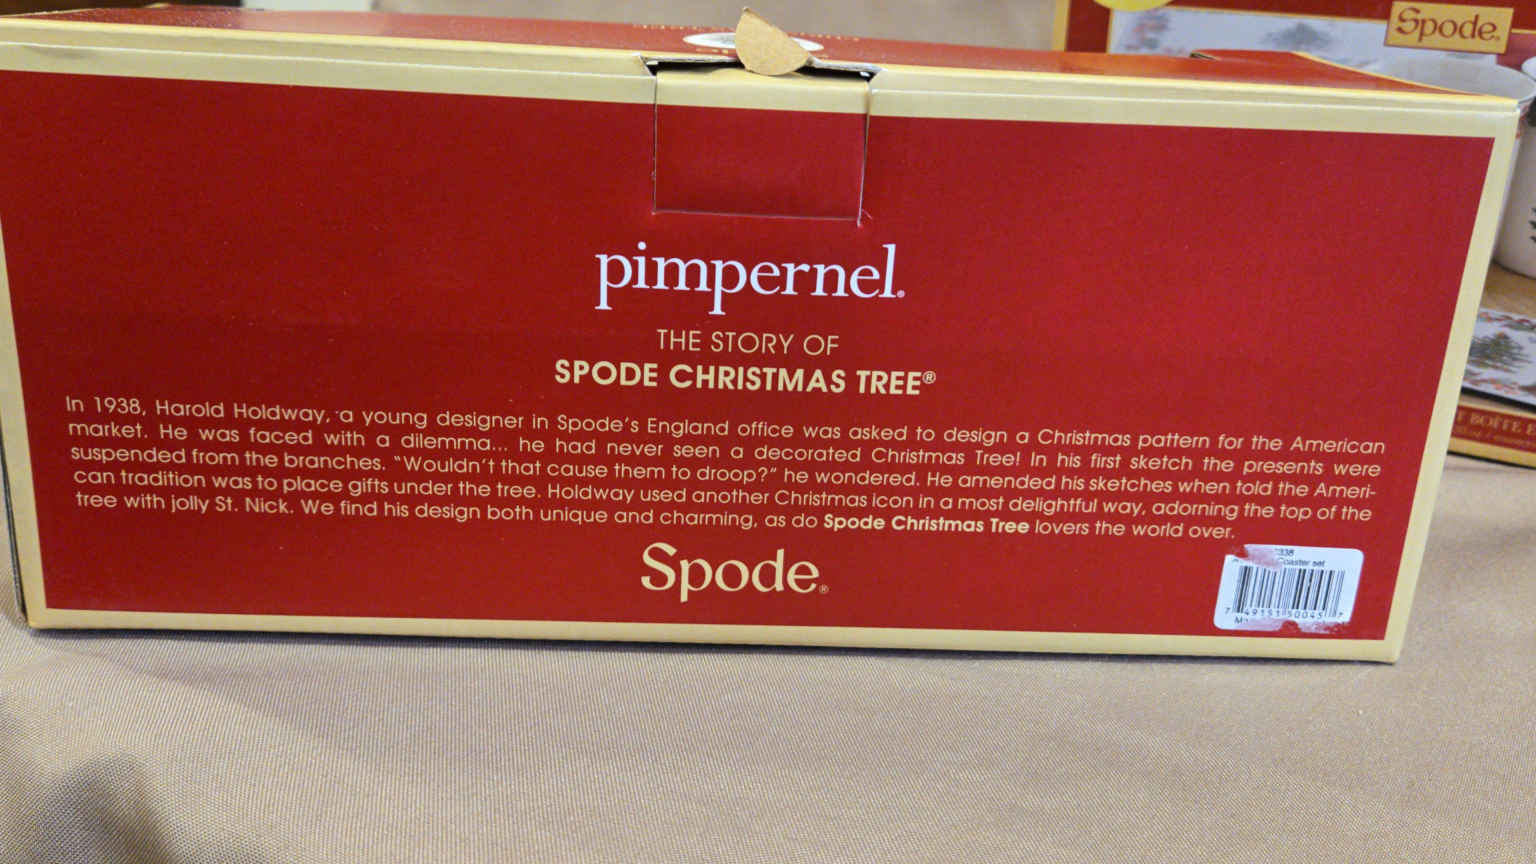 Spode®
pimpernel®
THE STORY OF
SPODE CHRISTMAS TREE®
In 1938, Harold Holdway, a young designer in Spode's England office was asked to design a Christmas pattern for the American
market. He was faced with a dilemma... he had never seen a decorated Christmas Tree! In his first sketch the presents were
suspended from the branches. “Wouldn't that cause them to droop?” he wondered. He amended his sketches when told the Ameri-
can tradition was to place gifts under the tree. Holdway used another Christmas icon in a most delightful way, adorning the top of the
tree with jolly St. Nick. We find his design both unique and charming, as do Spode Christmas Tree lovers the world over.
Spode®
Coaster set
7 49151 50045 7